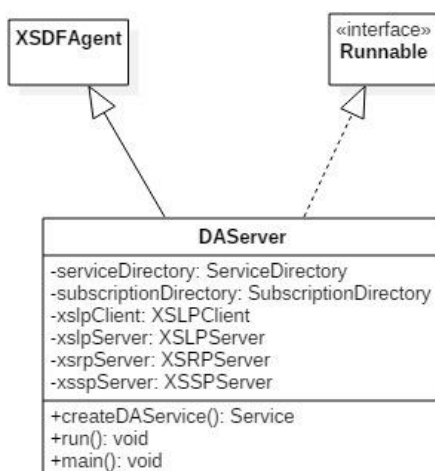 XSDFAgent
«interface»
Runnable
DAServer
-serviceDirectory: ServiceDirectory
-subscriptionDirectory: SubscriptionDirectory
-xslpClient: XSLPClient
-xslpServer: XSLPServer
-xsrpServer: XSRPServer
-xsspServer: XSSPServer
+createDAService(): Service
+run(): void
+main(): void